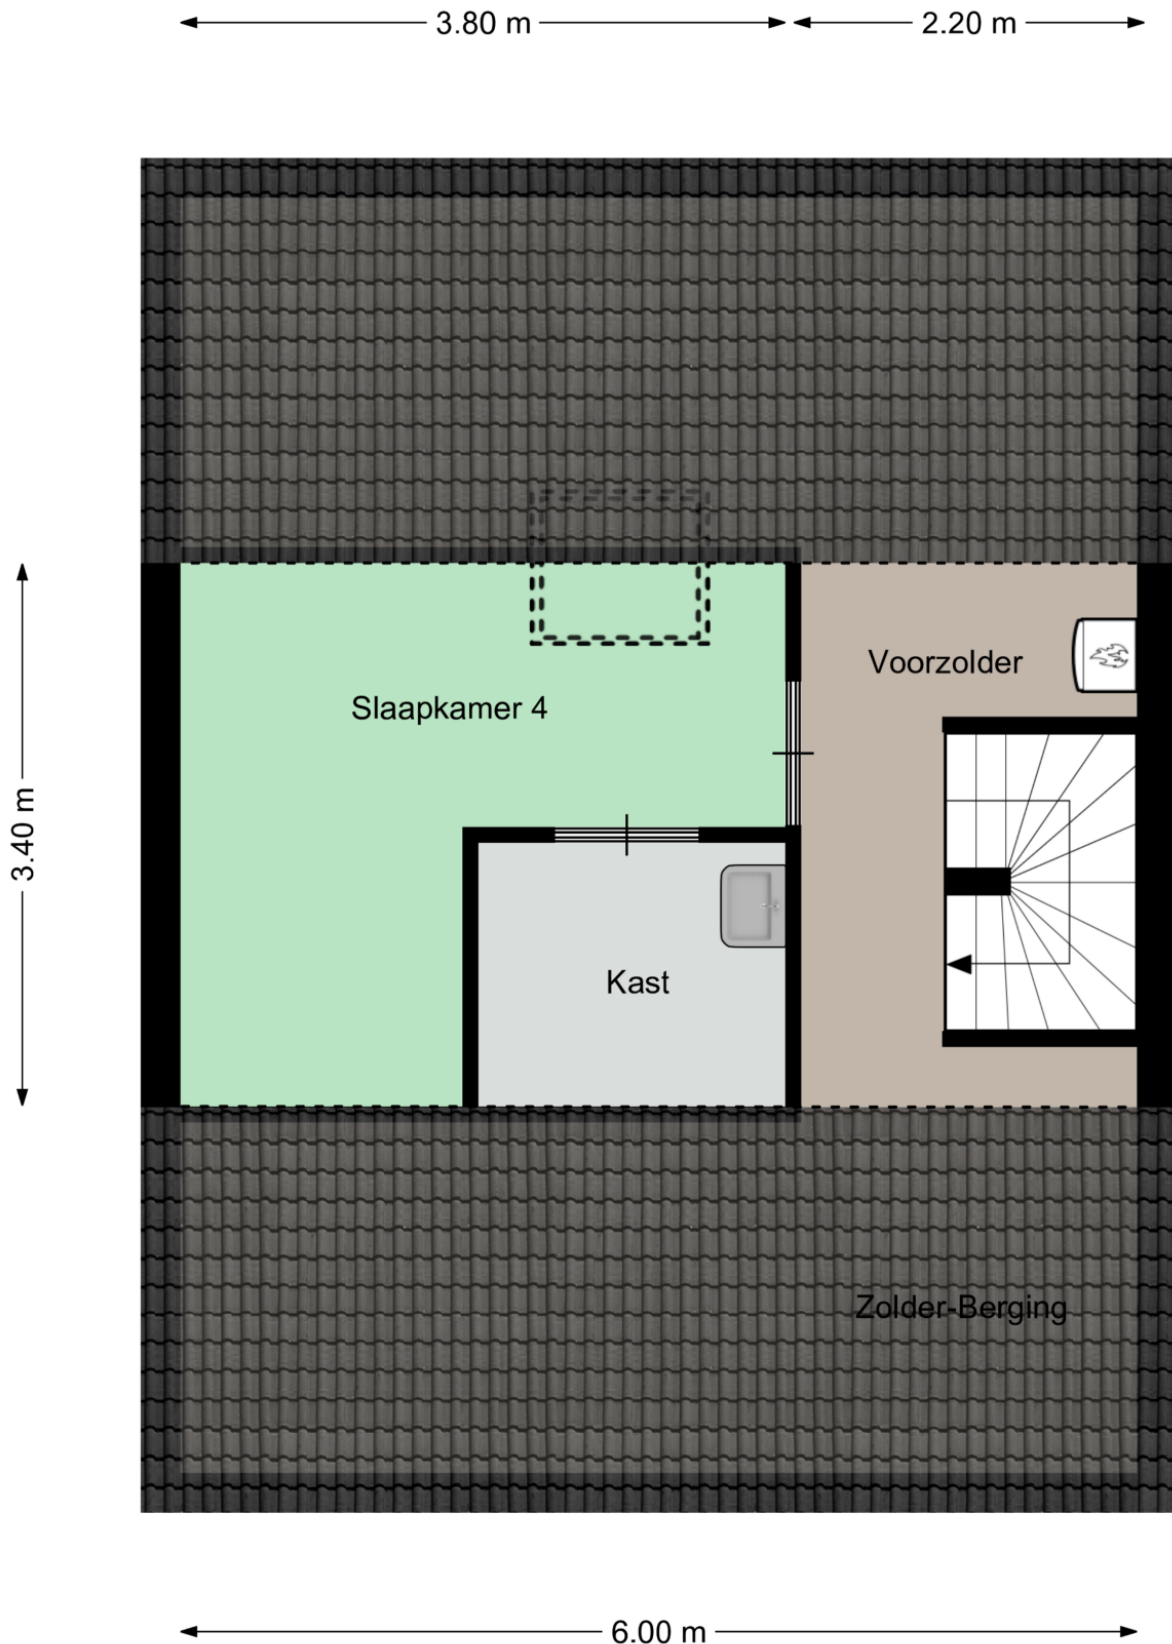 3.80 m
2.20 m
Voorzolder
Slaapkamer 4
3.40 m
Kast
Zolder-Berging
6.00 m